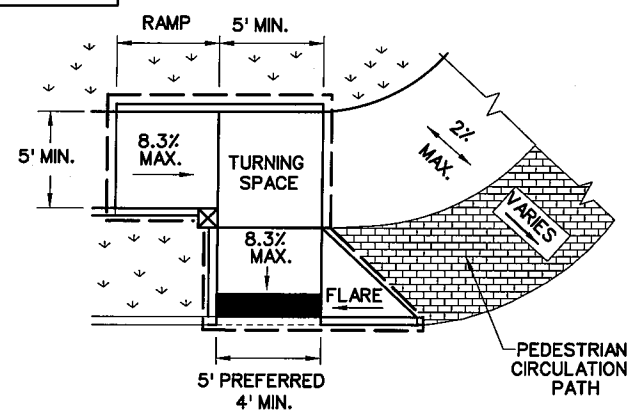 RAMP
5' MIN.
5' MIN.
8.3%
MAX.
TURNING
SPACE
2%
MAX.
VARIES
8.3%
MAX.
FLARE
PEDESTRIAN
CIRCULATION
PATH
5' PREFERRED
4' MIN.